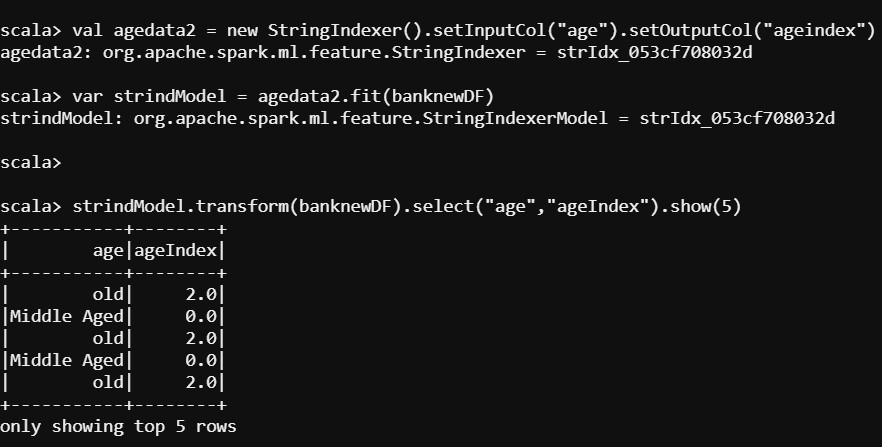 scala> val agedata2 = new StringIndexer().setInputCol("age").setOutputCol("ageindex")
agedata2: org.apache.spark.ml.feature.StringIndexer = strIdx_053cf708032d
scala> var strindModel = agedata2.fit(banknewDF)
strindModel: org.apache.spark.ml.feature.StringIndexerModel = strIdx_053cf708032d
scala>
scala> strindModel.transform(banknewDF).select("age","ageIndex").show(5)
+-----------+--------+
|        age|ageIndex|
+-----------+--------+
|        old|     2.0|
|Middle Aged|     0.0|
|        old|     2.0|
|Middle Aged|     0.0|
|        old|     2.0|
+-----------+--------+
only showing top 5 rows